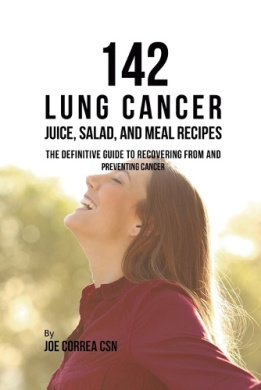 142
LUNG CANCER
JUICE, SALAD, AND MEAL RECIPES
THE DEFINITIVE GUIDE TO RECOVERING FROM AND
PREVENTING CANCER
By
JOE CORREA CSN